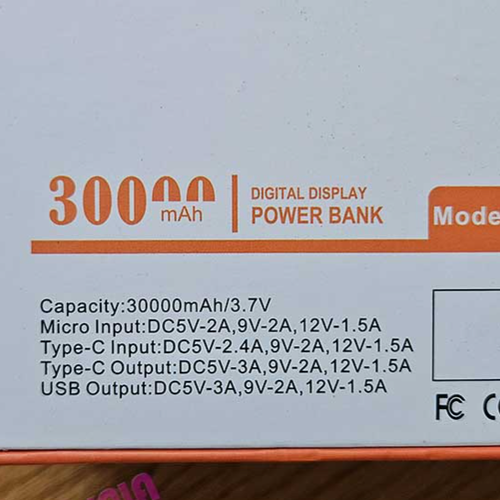 30000 mAh
DIGITAL DISPLAY
POWER BANK
Mode
Capacity:30000mAh/3.7V
Micro Input:DC5V-2A,9V-2A,12V-1.5A
Type-C Input:DC5V-2.4A,9V-2A,12V-1.5A
Type-C Output:DC5V-3A,9V-2A,12V-1.5A
USB Output:DC5V-3A,9V-2A,12V-1.5A
FC